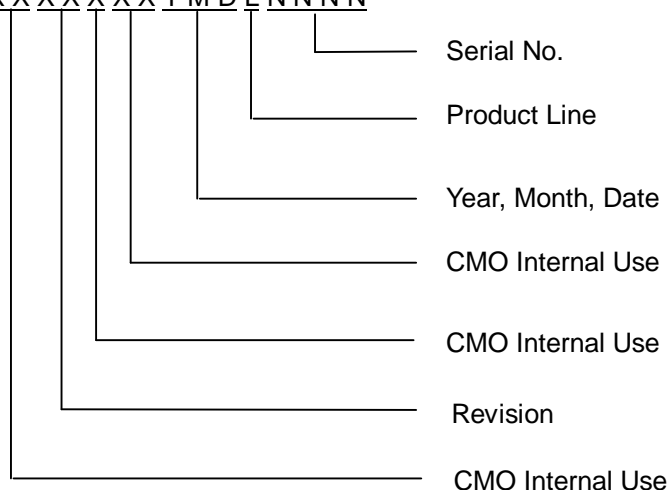 X X X X X X X Y M D L N N N N
Serial No.
Product Line
Year, Month, Date
CMO Internal Use
CMO Internal Use
Revision
CMO Internal Use